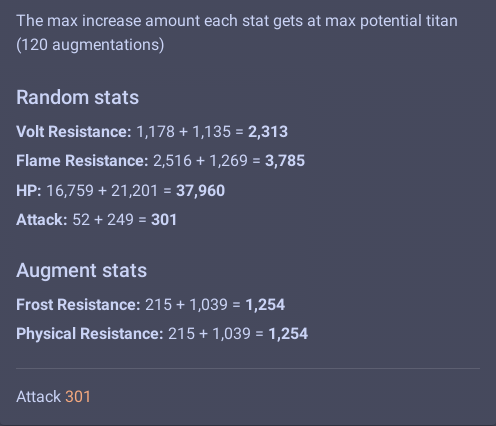 The max increase amount each stat gets at max potential titan
(120 augmentations)
Random stats
Volt Resistance: 1,178 + 1,135 = 2,313
Flame Resistance: 2,516 + 1,269 = 3,785
HP: 16,759 + 21,201 = 37,960
Attack: 52 + 249 = 301
Augment stats
Frost Resistance: 215 + 1,039 = 1,254
Physical Resistance: 215 + 1,039 = 1,254
Attack 301